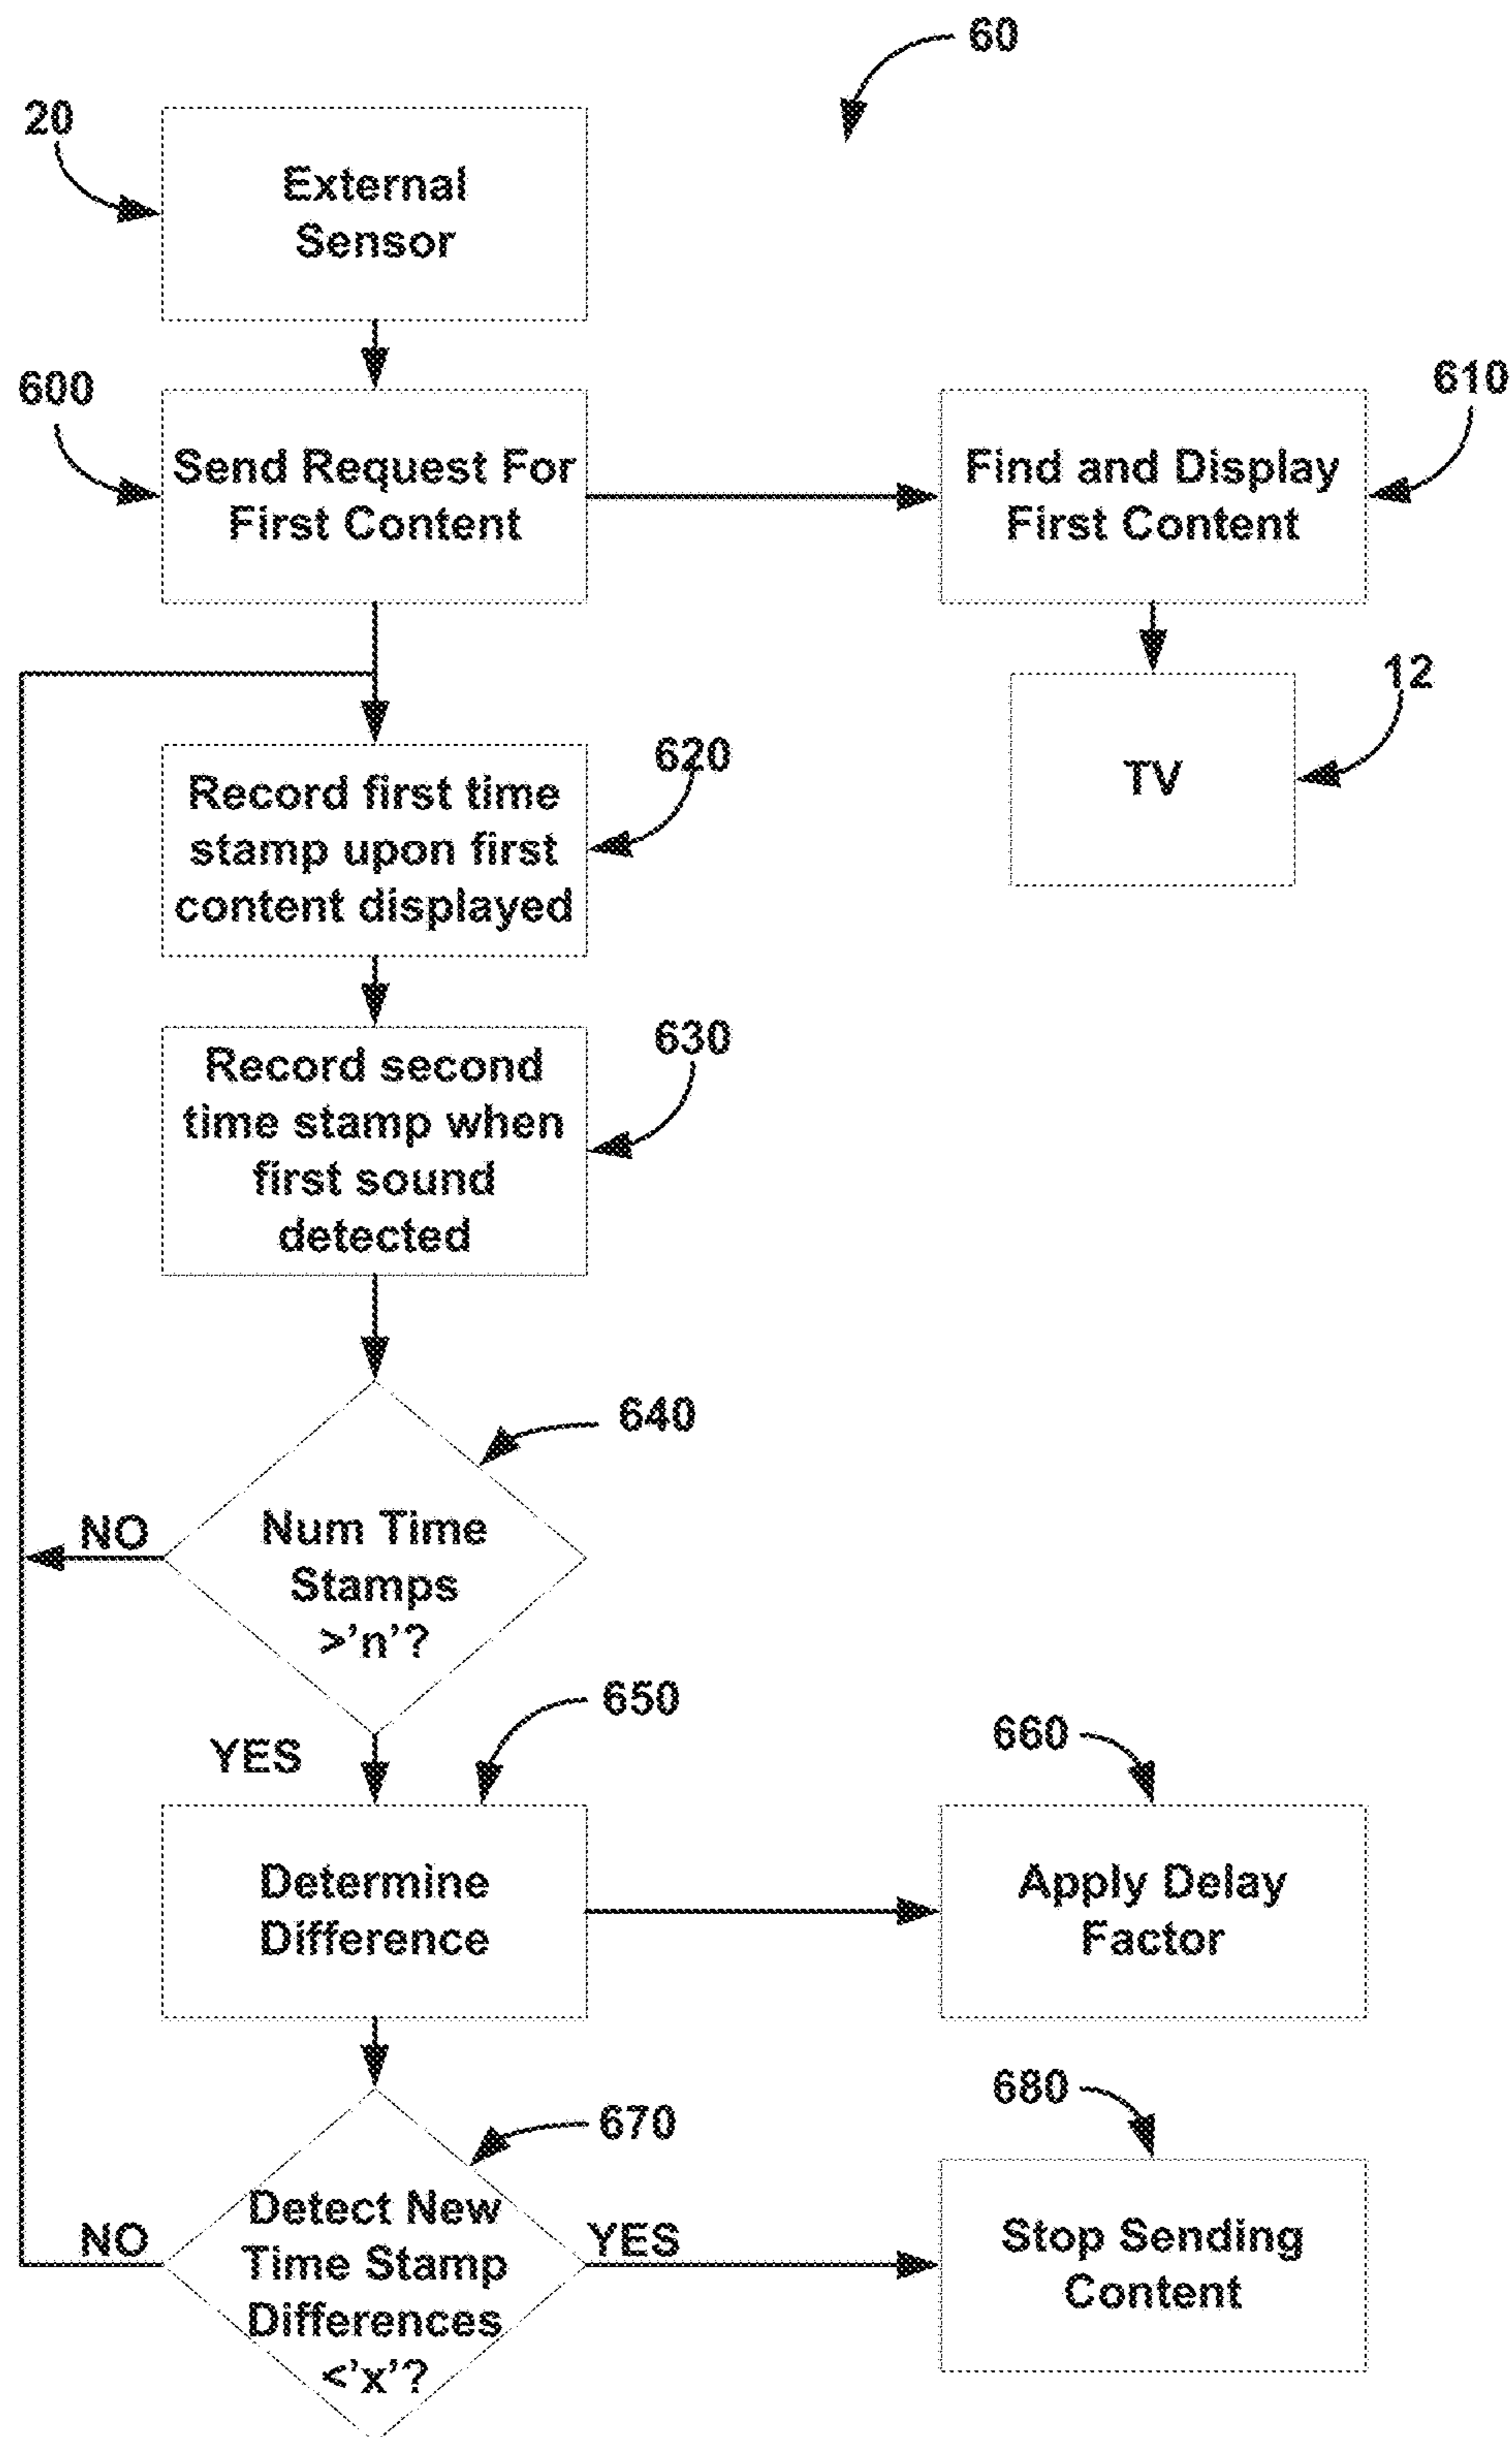 60
20
External
Sensor
600
Send Request For
First Content
610
Find and Display
First Content
12
TV
620
Record first time
stamp upon first
content displayed
630
Record second
time stamp when
first sound
detected
640
Num Time
Stamps
>’n’?
NO
YES
650
Determine
Difference
660
Apply Delay
Factor
670
Detect New
Time Stamp
Differences
<’x’?
NO
YES
680
Stop Sending
Content